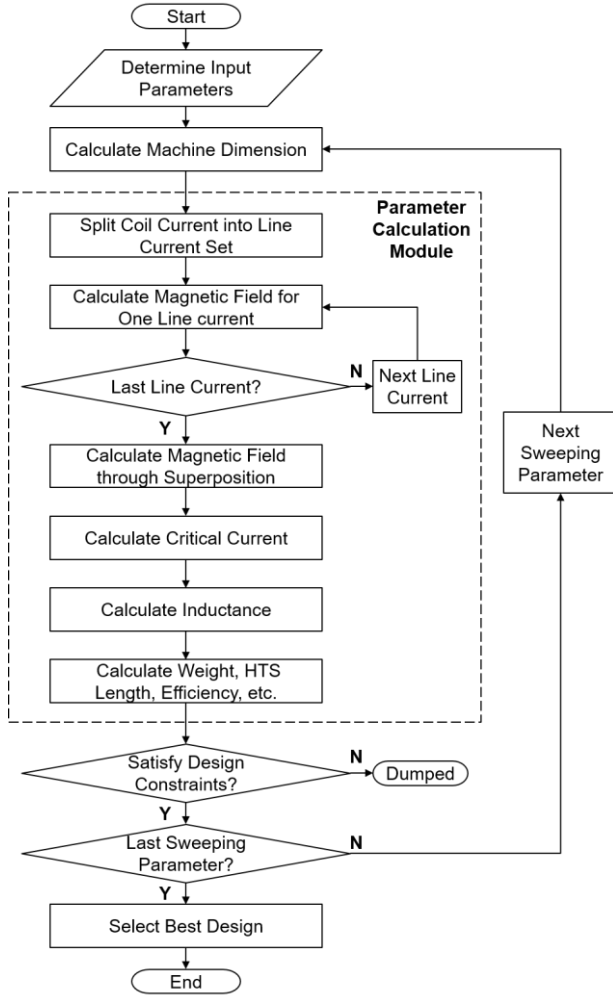 Start
Determine Input
Parameters
Calculate Machine Dimension
Parameter
Calculation
Module
Split Coil Current into Line
Current Set
Calculate Magnetic Field for
One Line current
Last Line Current?
N
Next Line
Current
Y
Calculate Magnetic Field
through Superposition
Next
Sweeping
Parameter
Calculate Critical Current
Calculate Inductance
Calculate Weight, HTS
Length, Efficiency, etc.
Satisfy Design
Constraints?
N
Dumped
Y
Last Sweeping
Parameter?
N
Y
Select Best Design
End